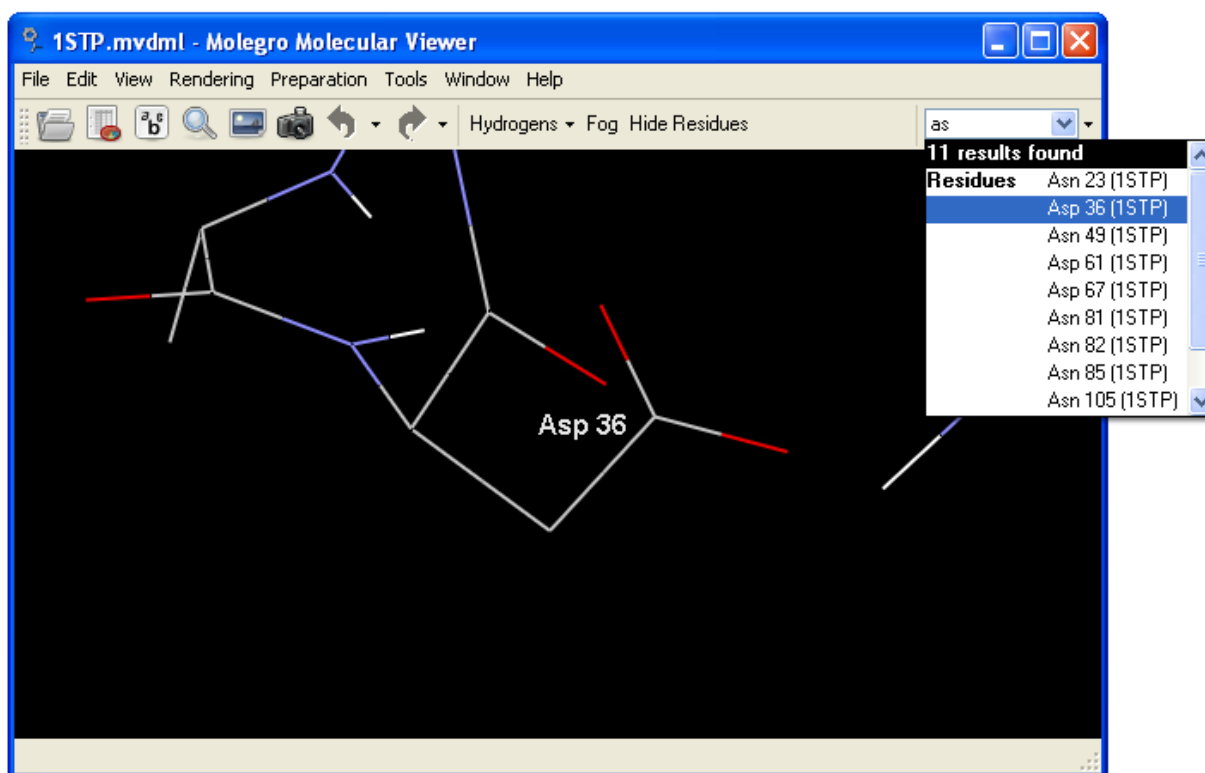 1STP.mvdml - Molegro Molecular Viewer
File Edit View Rendering Preparation Tools Window Help
a b c Hydrogens Fog Hide Residues as
11 results found
Residues Asn 23 (1STP)
Asp 36 (1STP)
Asn 49 (1STP)
Asp 61 (1STP)
Asp 67 (1STP)
Asn 81 (1STP)
Asn 82 (1STP)
Asn 85 (1STP)
Asn 105 (1STP)
Asp 36